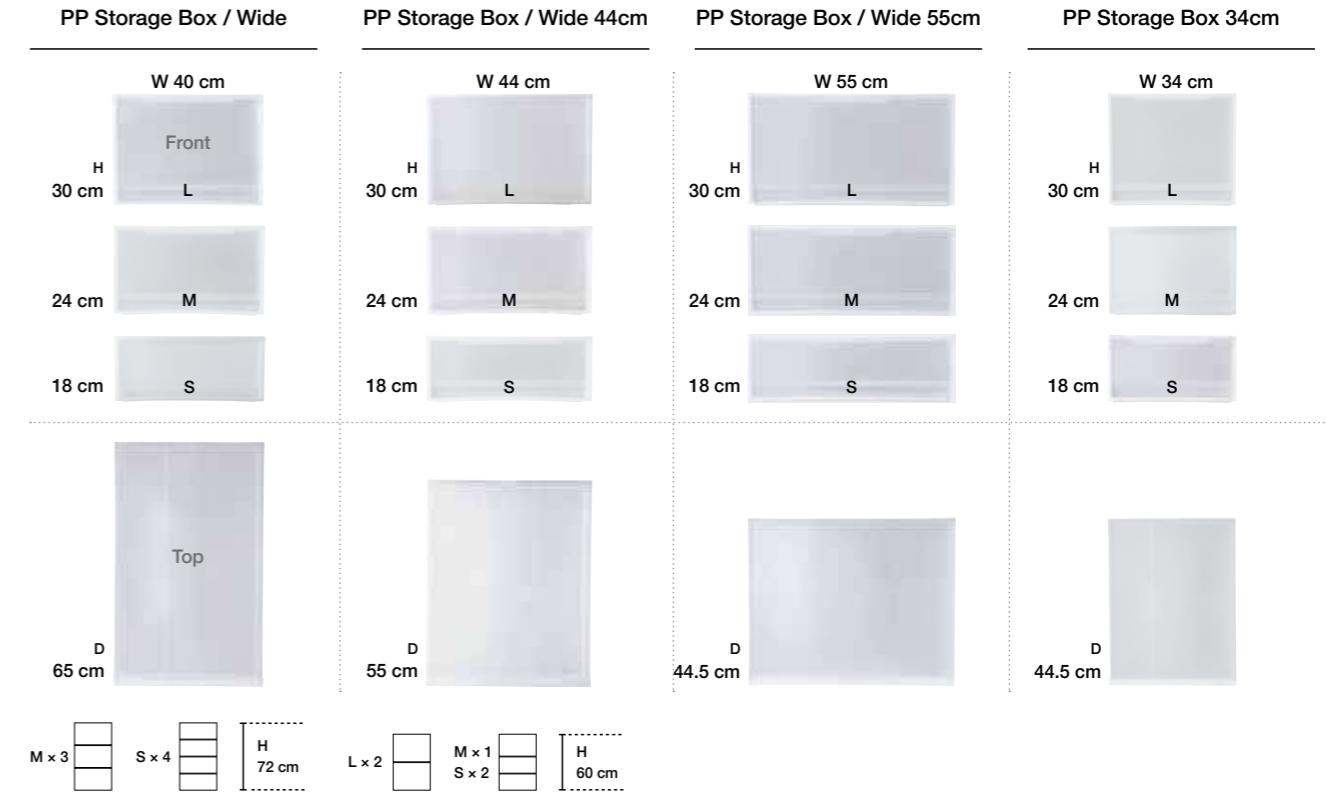 PP Storage Box / Wide
PP Storage Box / Wide 44cm
PP Storage Box / Wide 55cm
PP Storage Box 34cm
W 40 cm
W 44 cm
W 55 cm
W 34 cm
Front
H
30 cm
L
H
30 cm
L
H
30 cm
L
H
30 cm
L
24 cm
M
24 cm
M
24 cm
M
24 cm
M
18 cm
S
18 cm
S
18 cm
S
18 cm
S
Top
D
65 cm
D
55 cm
D
44.5 cm
D
44.5 cm
M × 3
S × 4
H
72 cm
L × 2
M × 1
S × 2
H
60 cm